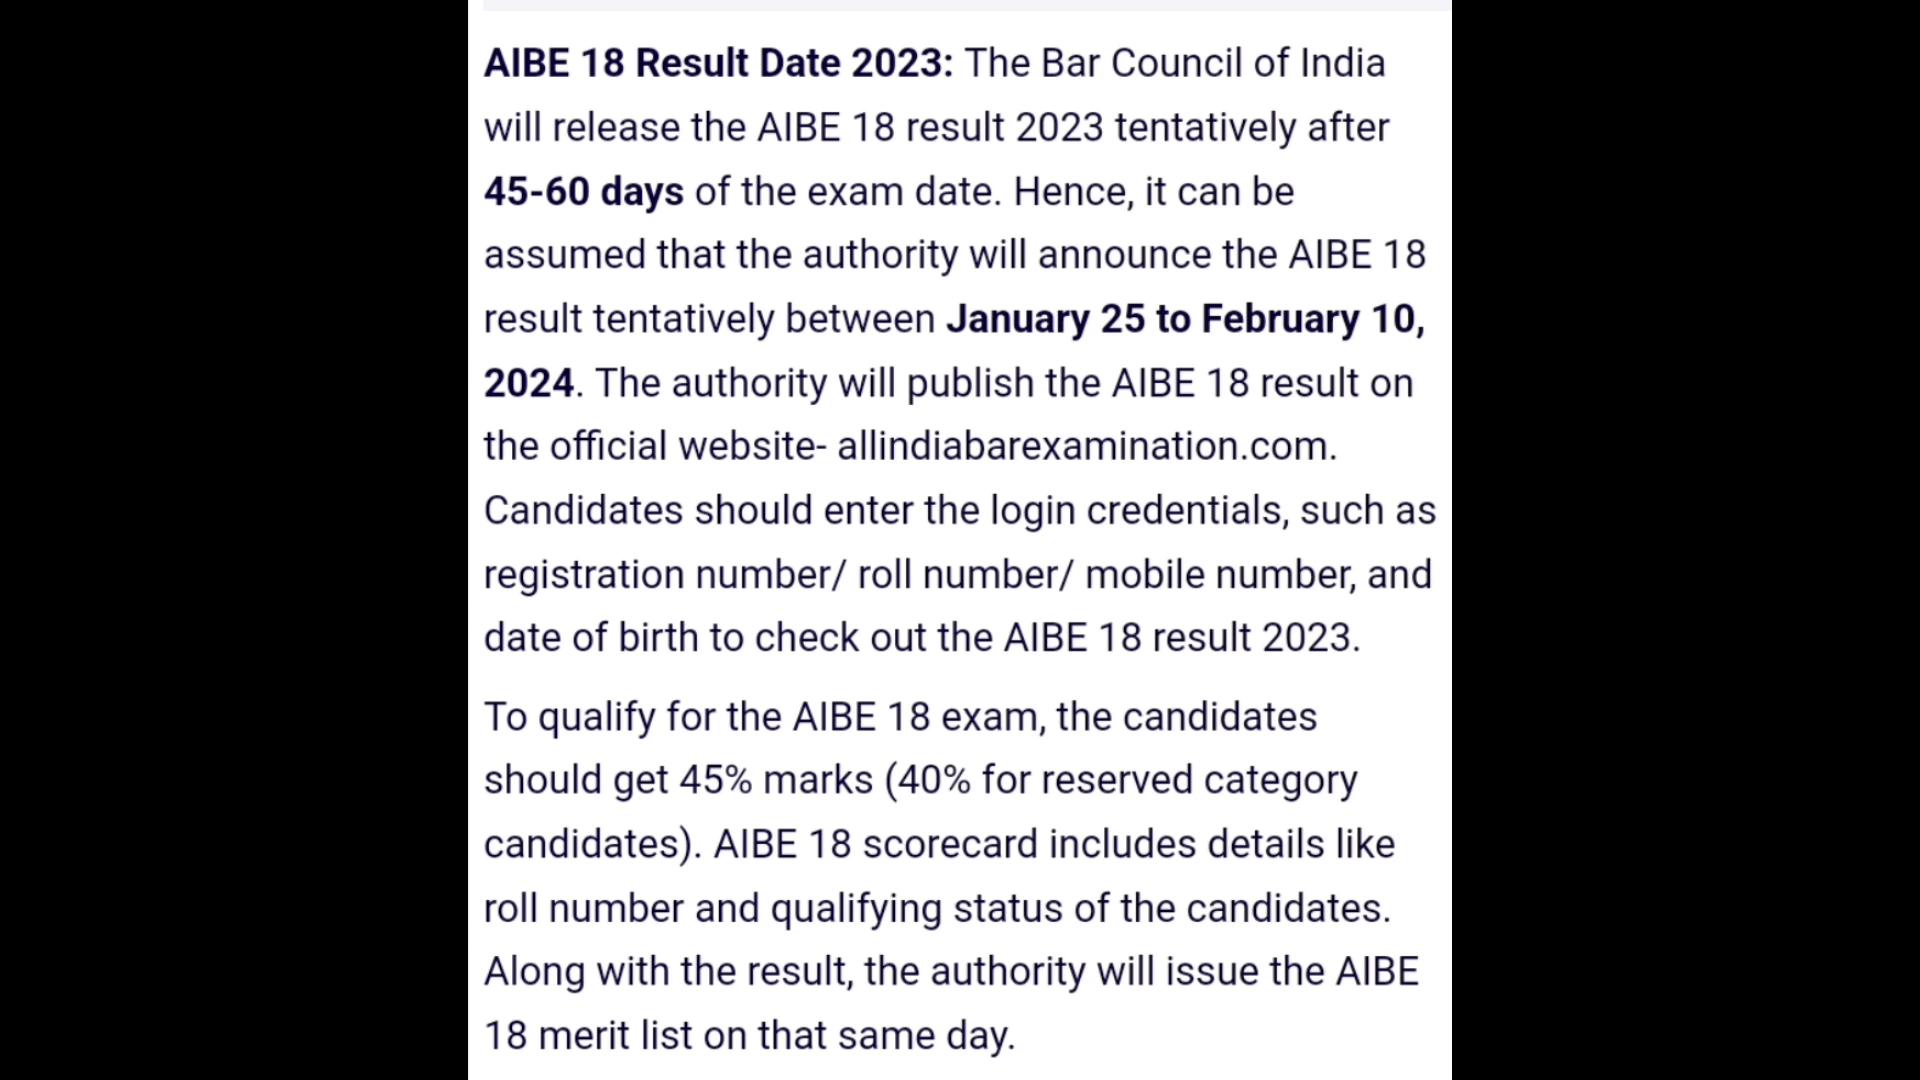 AIBE 18 Result Date 2023: The Bar Council of India
will release the AIBE 18 result 2023 tentatively after
45-60 days of the exam date. Hence, it can be
assumed that the authority will announce the AIBE 18
result tentatively between January 25 to February 10,
2024. The authority will publish the AIBE 18 result on
the official website- allindiabarexamination.com.
Candidates should enter the login credentials, such as
registration number/ roll number/ mobile number, and
date of birth to check out the AIBE 18 result 2023.
To qualify for the AIBE 18 exam, the candidates
should get 45% marks (40% for reserved category
candidates). AIBE 18 scorecard includes details like
roll number and qualifying status of the candidates.
Along with the result, the authority will issue the AIBE
18 merit list on that same day.